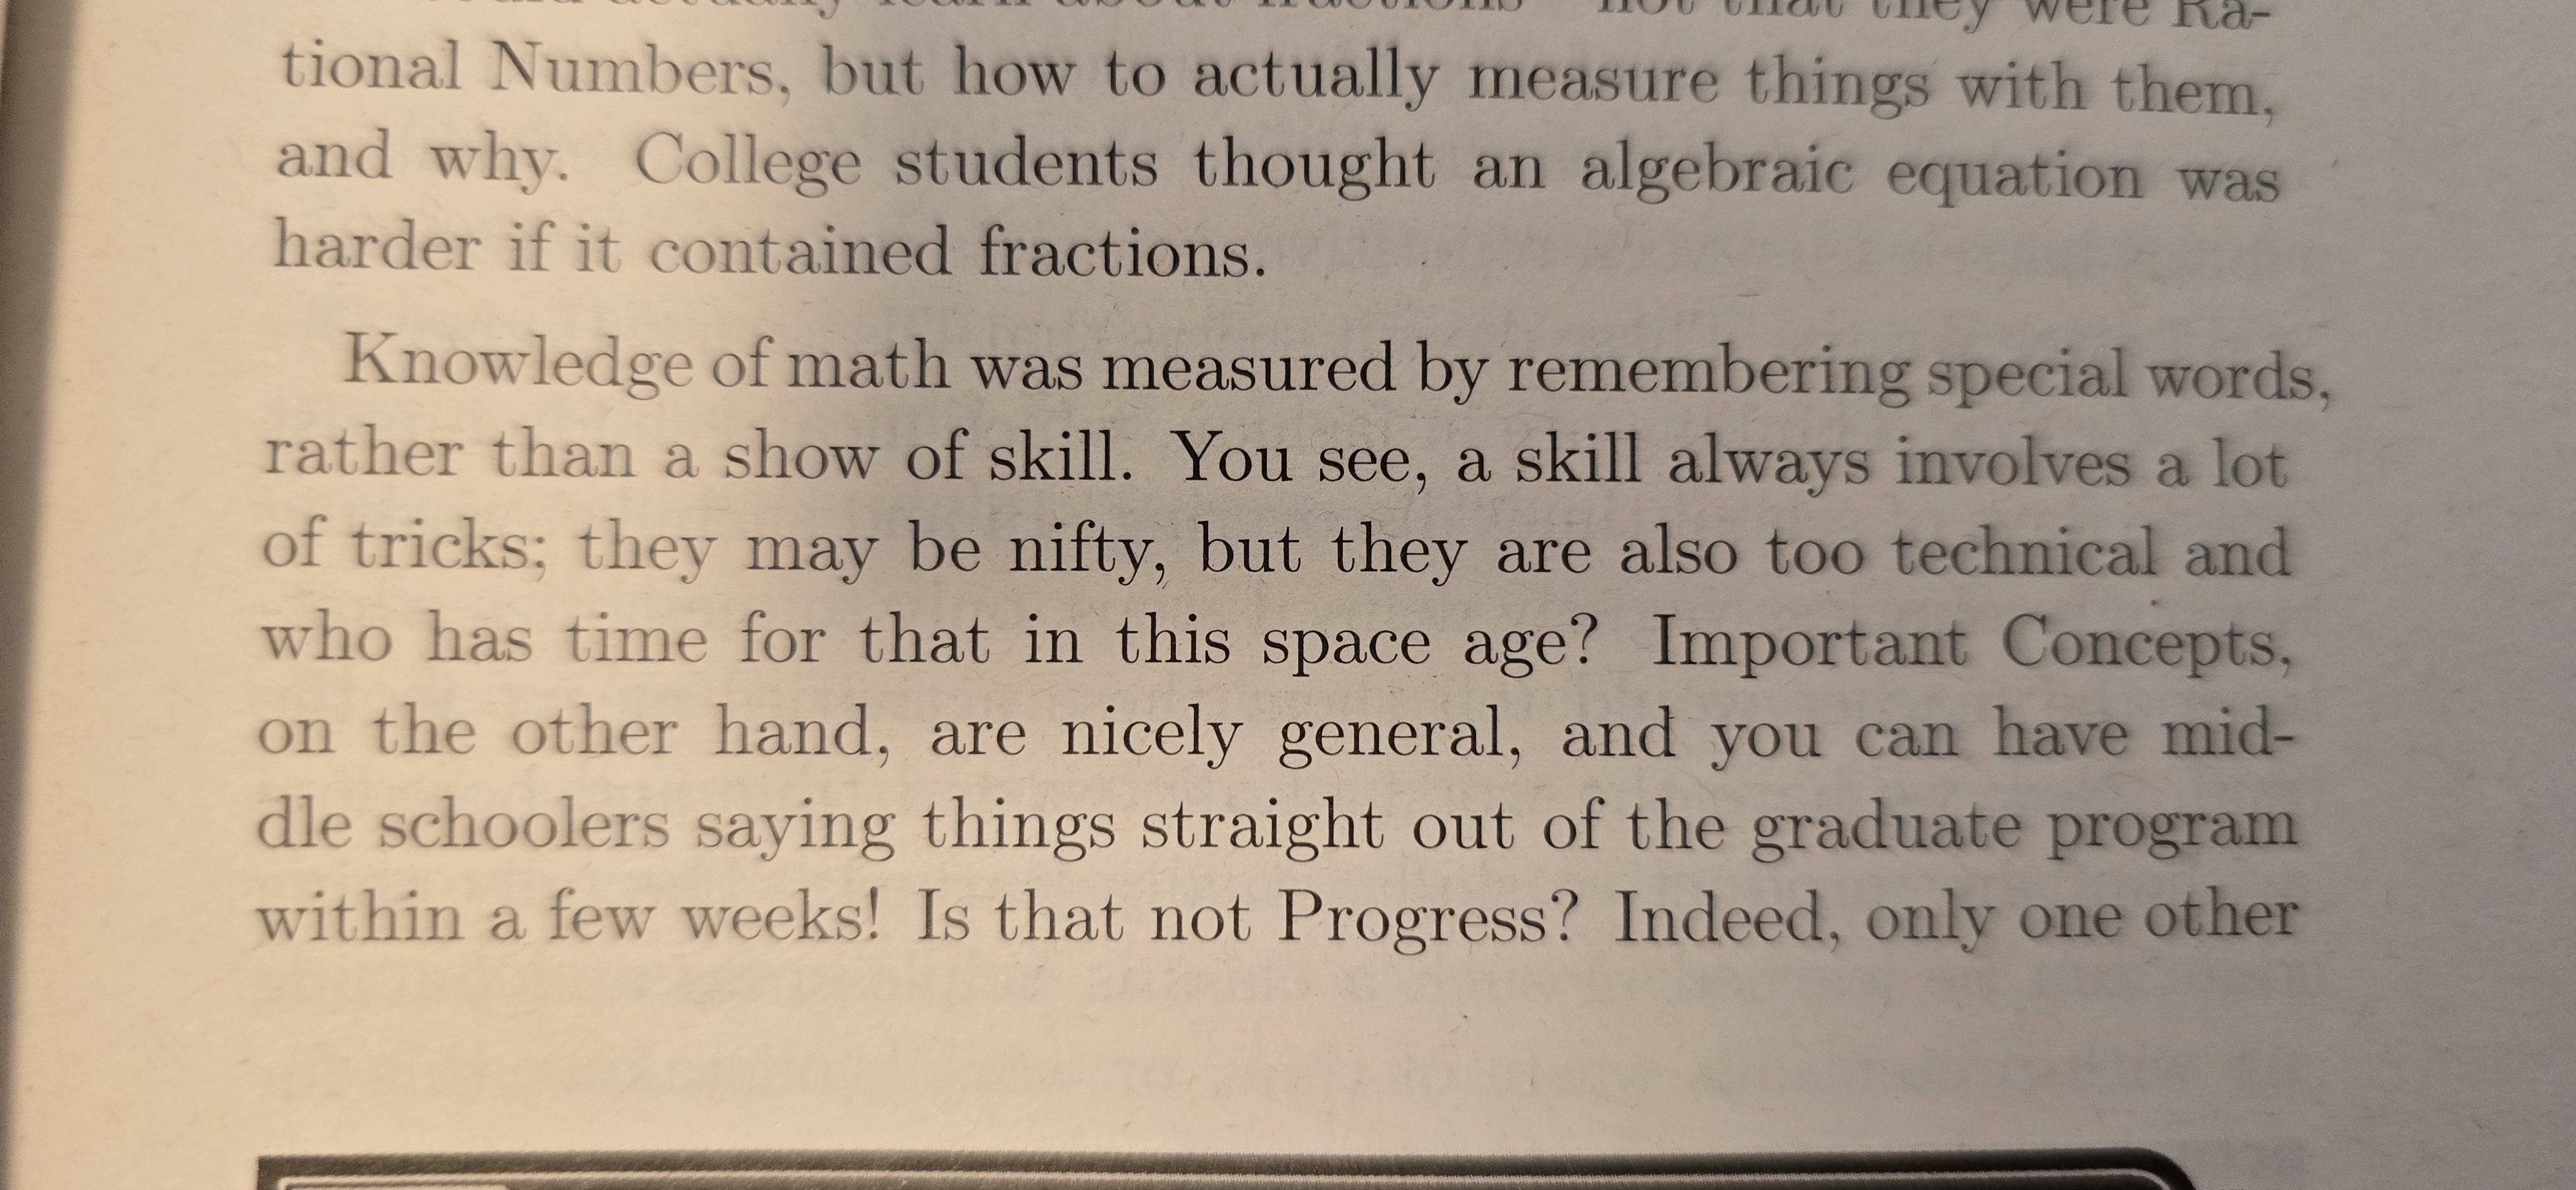 actually learn about fractions not that they were Ra-
tional Numbers, but how to actually measure things with them,
and why. College students thought an algebraic equation was
harder if it contained fractions.
Knowledge of math was measured by remembering special words,
rather than a show of skill. You see, a skill always involves a lot
of tricks; they may be nifty, but they are also too technical and
who has time for that in this space age? Important Concepts,
on the other hand, are nicely general, and you can have mid-
dle schoolers saying things straight out of the graduate program
within a few weeks! Is that not Progress? Indeed, only one other